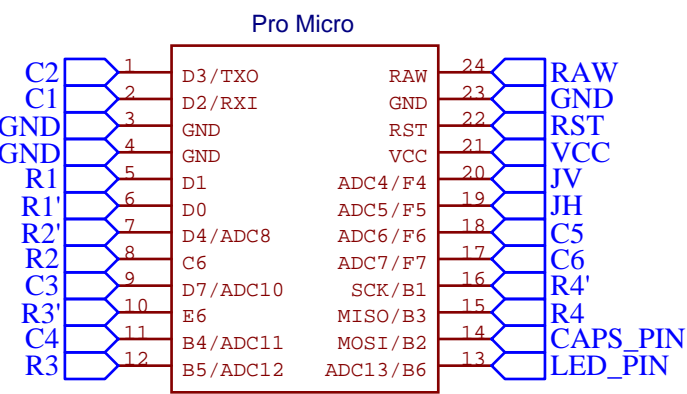 Pro Micro
C2 1 D3/TXO RAW 24 RAW
C1 2 D2/RXI GND 23 GND
GND 3 GND RST 22 RST
GND 4 GND VCC 21 VCC
R1 5 D1 ADC4/F4 20 JV
R1' 6 D0 ADC5/F5 19 JH
R2' 7 D4/ADC8 ADC6/F6 18 C5
R2 8 C6 ADC7/F7 17 C6
C3 9 D7/ADC10 SCK/B1 16 R4'
R3' 10 E6 MISO/B3 15 R4
C4 11 B4/ADC11 MOSI/B2 14 CAPS_PIN
R3 12 B5/ADC12 ADC13/B6 13 LED_PIN